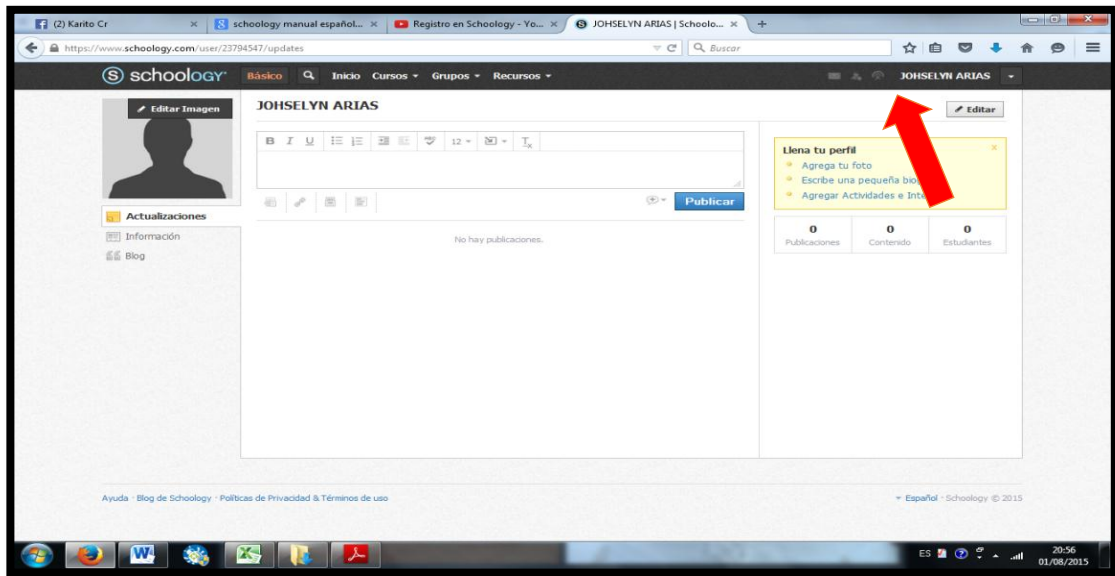 (2) Karito Cr
schoology manual español...
Registro en Schoology - Yo...
JOHSELYN ARIAS | Schoolo...
https://www.schoology.com/user/23794547/updates
Buscar
schoology Básico Inicio Cursos Grupos Recursos JOHSELYN ARIAS
Editar Imagen
JOHSELYN ARIAS
Editar
B I U 12
Publicar
Llena tu perfil
Agrega tu foto
Escribe una pequeña
Agregar Actividades e
Actualizaciones
Información
Blog
No hay publicaciones.
0 0 0
Publicaciones Contenido Estudiantes
Ayuda · Blog de Schoology · Políticas de Privacidad & Términos de uso
Español · Schoology © 2015
ES
20:56
01/08/2015